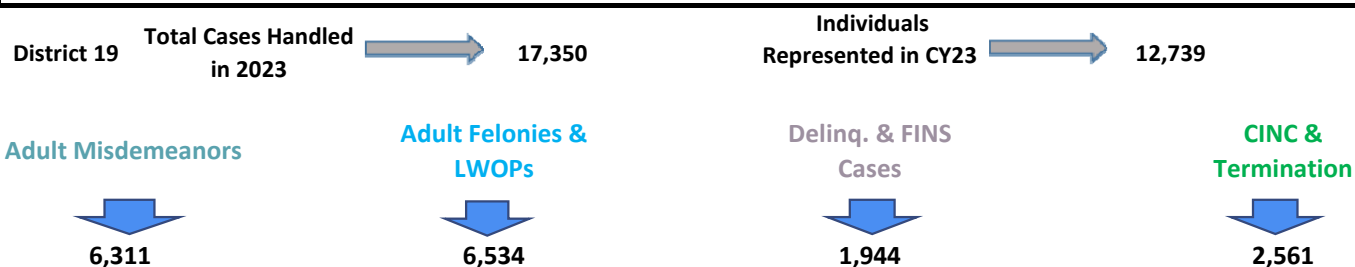 District 19
Total Cases Handled
in 2023
17,350
Individuals
Represented in CY23
12,739
Adult Misdemeanors
Adult Felonies &
LWOPs
Delinq. & FINS
Cases
CINC &
Termination
6,311
6,534
1,944
2,561